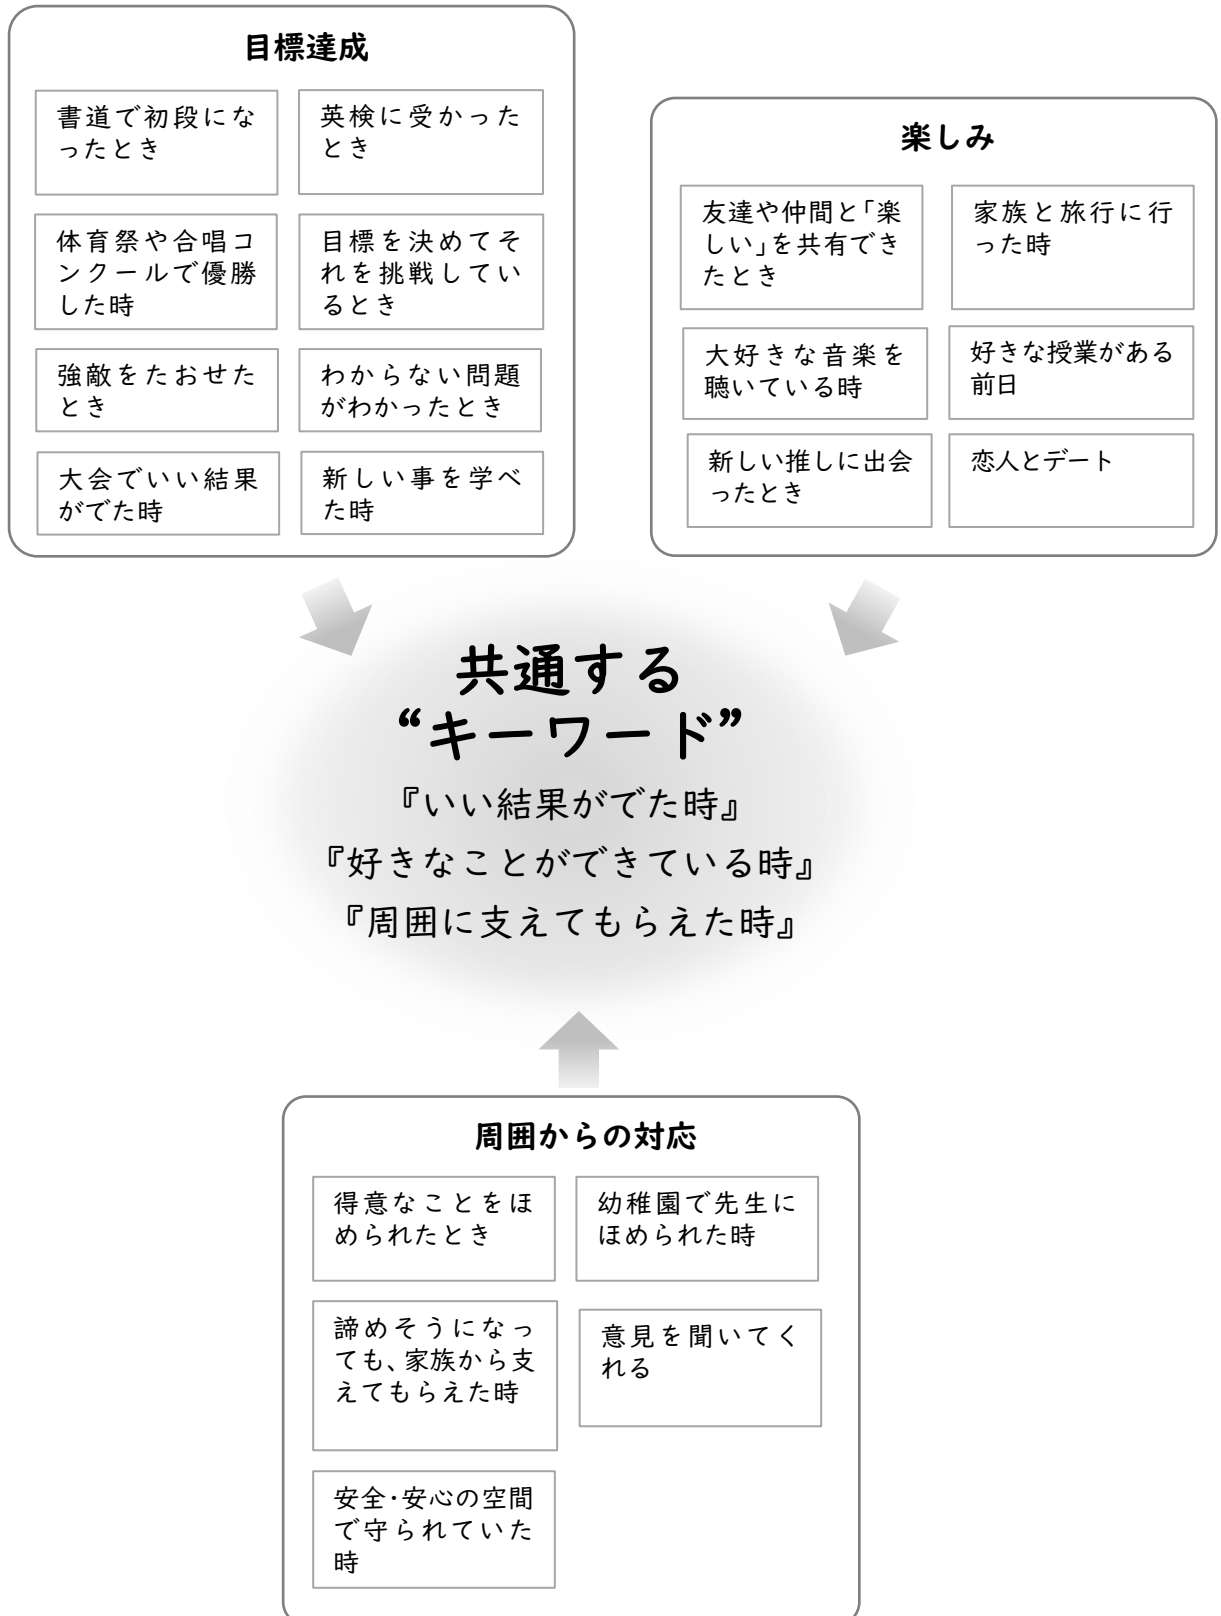 目標達成
書道で初段にな
ったとき
英検に受かった
とき
体育祭や合唱コ
ンクールで優勝
した時
目標を決めてそ
れを挑戦してい
るとき
強敵をたおせた
とき
わからない問題
がわかったとき
大会でいい結果
がでた時
新しい事を学べ
た時
楽しみ
友達や仲間と「楽
しい」を共有でき
たとき
家族と旅行に行
った時
大好きな音楽を
聴いている時
好きな授業がある
前日
新しい推しに出会
ったとき
恋人とデート
共通する
“キーワード”
『いい結果がでた時』
『好きなことができている時』
『周囲に支えてもらえた時』
周囲からの対応
得意なことをほ
められたとき
幼稚園で先生に
ほめられた時
諦めそうになっ
ても、家族から支
えてもらえた時
意見を聞いてく
れる
安全・安心の空間
で守られていた
時